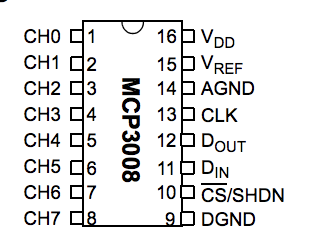 CH0 1 16 VDD
CH1 2 15 VREF
CH2 3 14 AGND
CH3 4 13 CLK
CH4 5 12 DOUT
CH5 6 11 DIN
CH6 7 10 C̅S̅/SHDN
CH7 8 9 DGND
MCP3008